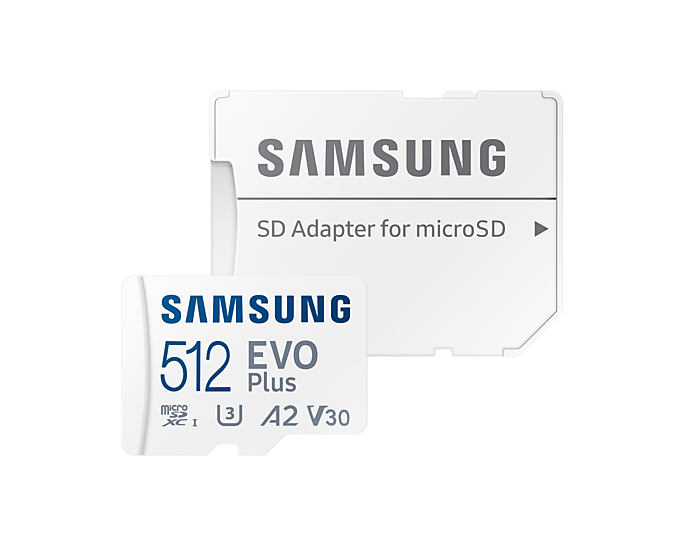 SAMSUNG
SD Adapter for microSD ▶
SAMSUNG
512 EVO
Plus
micro SD XC I U3 A2 V30